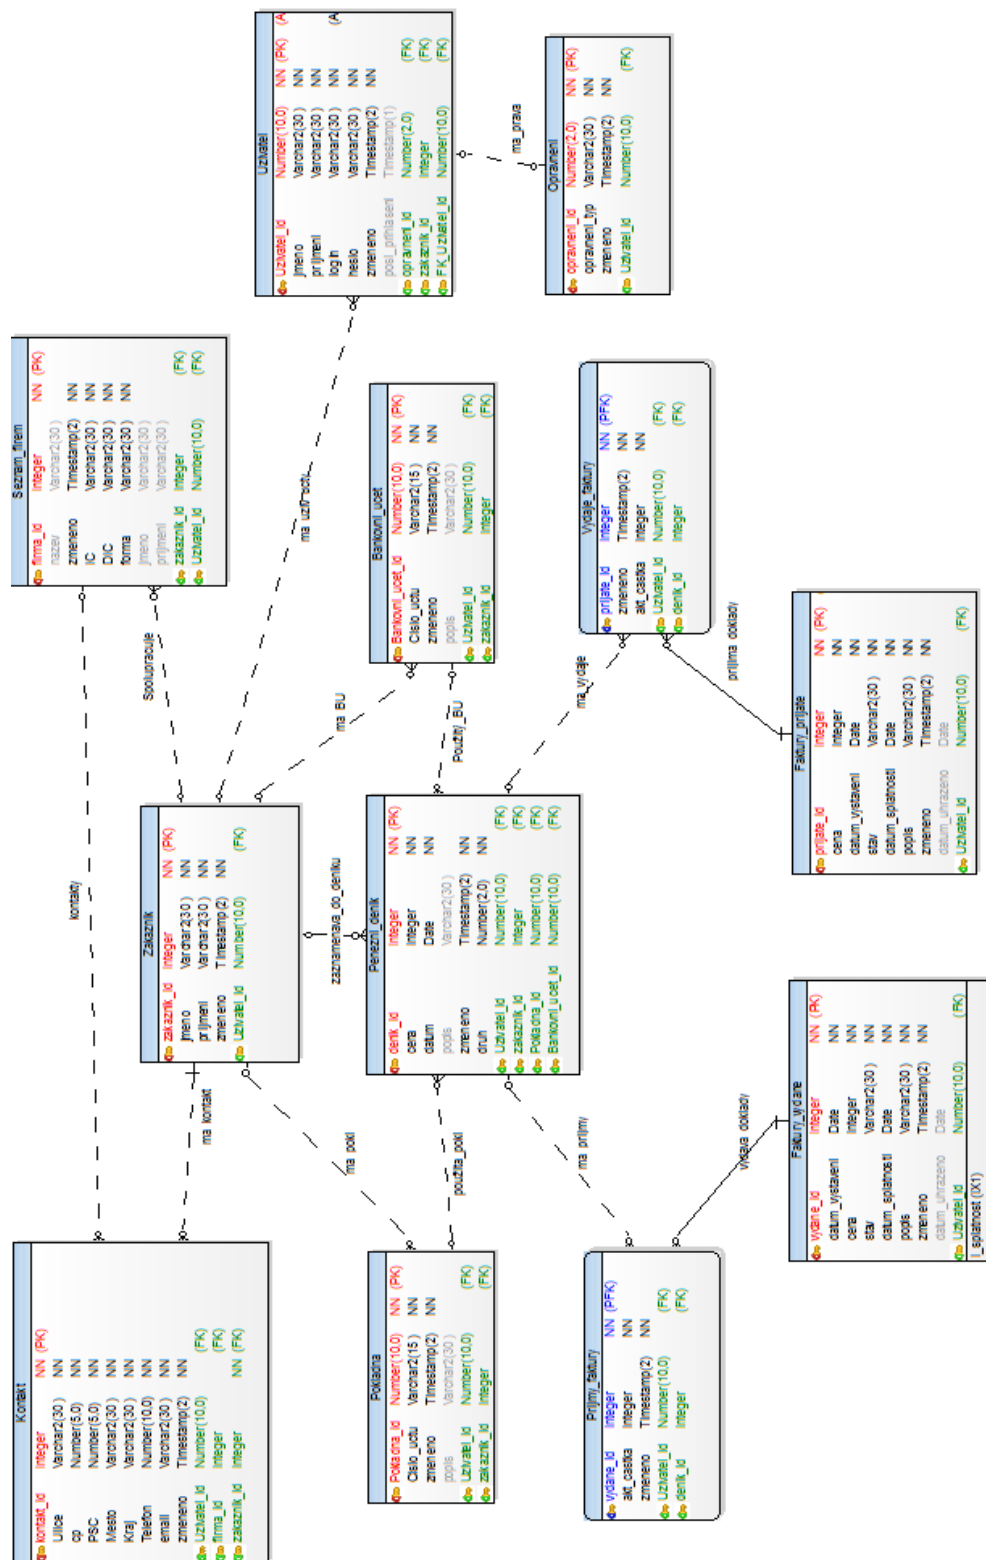 Kontakt
kontakt_id Integer NN (PK)
Ulice Varchar2(30 ) NN
cp Number(5,0) NN
PSC Number(5,0) NN
Mesto Varchar2(30 ) NN
Kraj Varchar2(30 ) NN
Telefon Number(10,0) NN
email Varchar2(30 ) NN
zmeneno Timestamp(2) NN
Uzivatel_id Number(10,0) (FK)
firma_id Integer (FK)
zakaznik_id Integer NN (FK)
kontakty
ma_kontakt
Seznam_firem
firma_id Integer NN (PK)
nazev Varchar2(30 )
zmeneno Timestamp(2) NN
IC Varchar2(30 ) NN
DIC Varchar2(30 ) NN
forma Varchar2(30 ) NN
jmeno Varchar2(30 )
prijmeni Varchar2(30 )
zakaznik_id Integer (FK)
Uzivatel_id Number(10,0) (FK)
Spolupracuje
Zakaznik
zakaznik_id Integer NN (PK)
jmeno Varchar2(30 ) NN
prijmeni Varchar2(30 ) NN
zmeneno Timestamp(2) NN
Uzivatel_id Number(10,0) (FK)
ma_uziv_uctu
Uzivatel
Uzivatel_id Number(10,0) NN (PK) (A
jmeno Varchar2(30 ) NN
prijmeni Varchar2(30 ) NN
login Varchar2(30 ) NN (A
heslo Varchar2(30 ) NN
zmeneno Timestamp(2) NN
posl_prihlaseni Timestamp(1)
opravneni_id Number(2,0) (FK)
zakaznik_id Integer (FK)
FK_Uzivatel_id Number(10,0) (FK)
ma_prava
Opravneni
opravneni_id Number(2,0) NN (PK)
opravneni_typ Varchar2(30 ) NN
zmeneno Timestamp(2) NN
Uzivatel_id Number(10,0) (FK)
ma_pokl
zaznamenava_do_deniku
ma_BU
Pokladna
Pokladna_id Number(10,0) NN (PK)
Cislo_uctu Varchar2(15 ) NN
zmeneno Timestamp(2) NN
popis Varchar2(30 )
Uzivatel_id Number(10,0) (FK)
zakaznik_id Integer (FK)
použita_pokl
Penezni_denik
denik_id Integer NN (PK)
cena Integer NN
datum Date NN
popis Varchar2(30 )
zmeneno Timestamp(2) NN
druh Number(2,0) NN
Uzivatel_id Number(10,0) (FK)
zakaznik_id Integer (FK)
Pokladna_id Number(10,0) (FK)
Bankovni_ucet_id Number(10,0) (FK)
Použitý_BU
Bankovni_ucet
Bankovni_ucet_id Number(10,0) NN (PK)
Cislo_uctu Varchar2(15 ) NN
zmeneno Timestamp(2) NN
popis Varchar2(30 )
Uzivatel_id Number(10,0) (FK)
zakaznik_id Integer (FK)
ma_prijmy
ma_vydaje
Prijmy_faktury
vydane_id Integer NN (PFK)
akt_castka Integer NN
zmeneno Timestamp(2) NN
Uzivatel_id Number(10,0) (FK)
denik_id Integer (FK)
vydava doklady
Vydaje_faktury
prijate_id Integer NN (PFK)
zmeneno Timestamp(2) NN
akt_castka Integer NN
Uzivatel_id Number(10,0) (FK)
denik_id Integer (FK)
prijima doklady
Faktury_vydane
vydane_id Integer NN (PK)
datum_vystaveni Date NN
cena Integer NN
stav Varchar2(30 ) NN
datum_splatnosti Date NN
popis Varchar2(30 ) NN
zmeneno Timestamp(2) NN
datum_uhrazeno Date
Uzivatel_id Number(10,0) (FK)
i_splatnost (IX1)
Faktury_prijate
prijate_id Integer NN (PK)
cena Integer NN
datum_vystaveni Date NN
stav Varchar2(30 ) NN
datum_splatnosti Date NN
popis Varchar2(30 ) NN
zmeneno Timestamp(2) NN
datum_uhrazeno Date
Uzivatel_id Number(10,0) (FK)